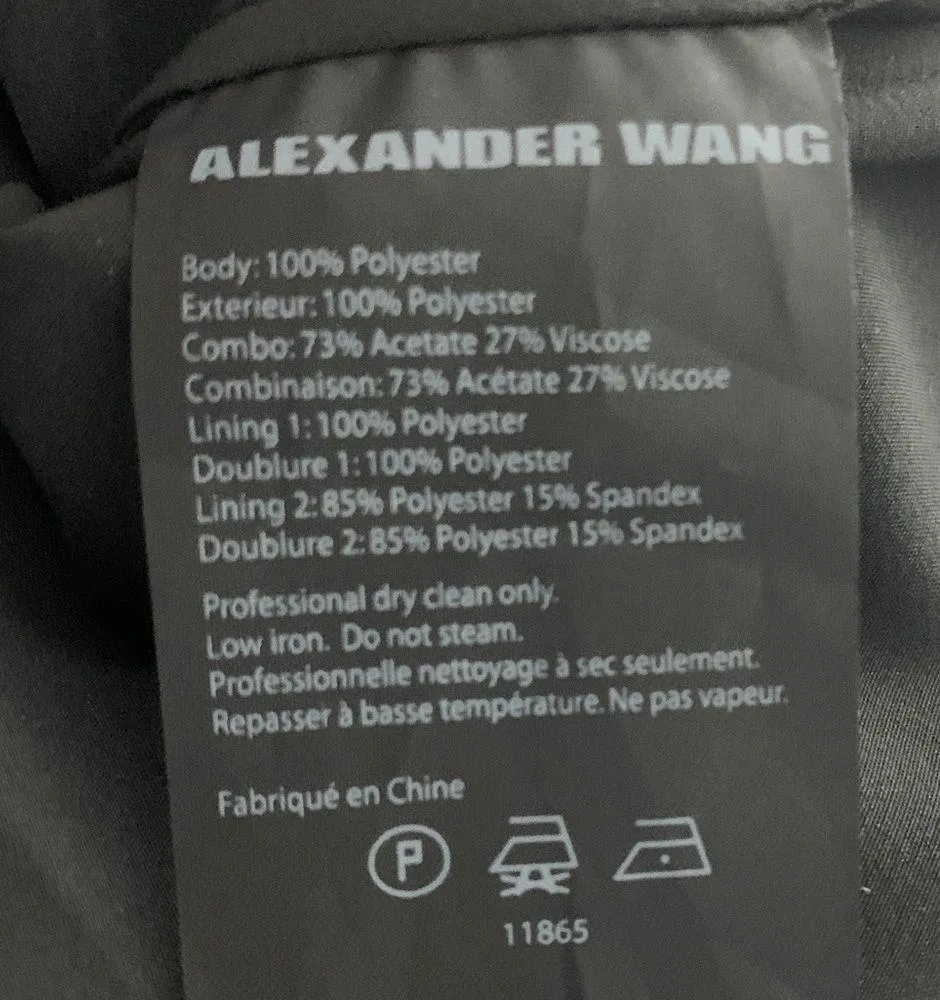 ALEXANDER WANG
Body: 100% Polyester
Exterieur: 100% Polyester
Combo: 73% Acetate 27% Viscose
Combinaison: 73% Acétate 27% Viscose
Lining 1: 100% Polyester
Doublure 1: 100% Polyester
Lining 2: 85% Polyester 15% Spandex
Doublure 2: 85% Polyester 15% Spandex
Professional dry clean only.
Low iron. Do not steam.
Professionnelle nettoyage à sec seulement.
Repasser à basse température. Ne pas vapeur.
Fabriqué en Chine
P
11865